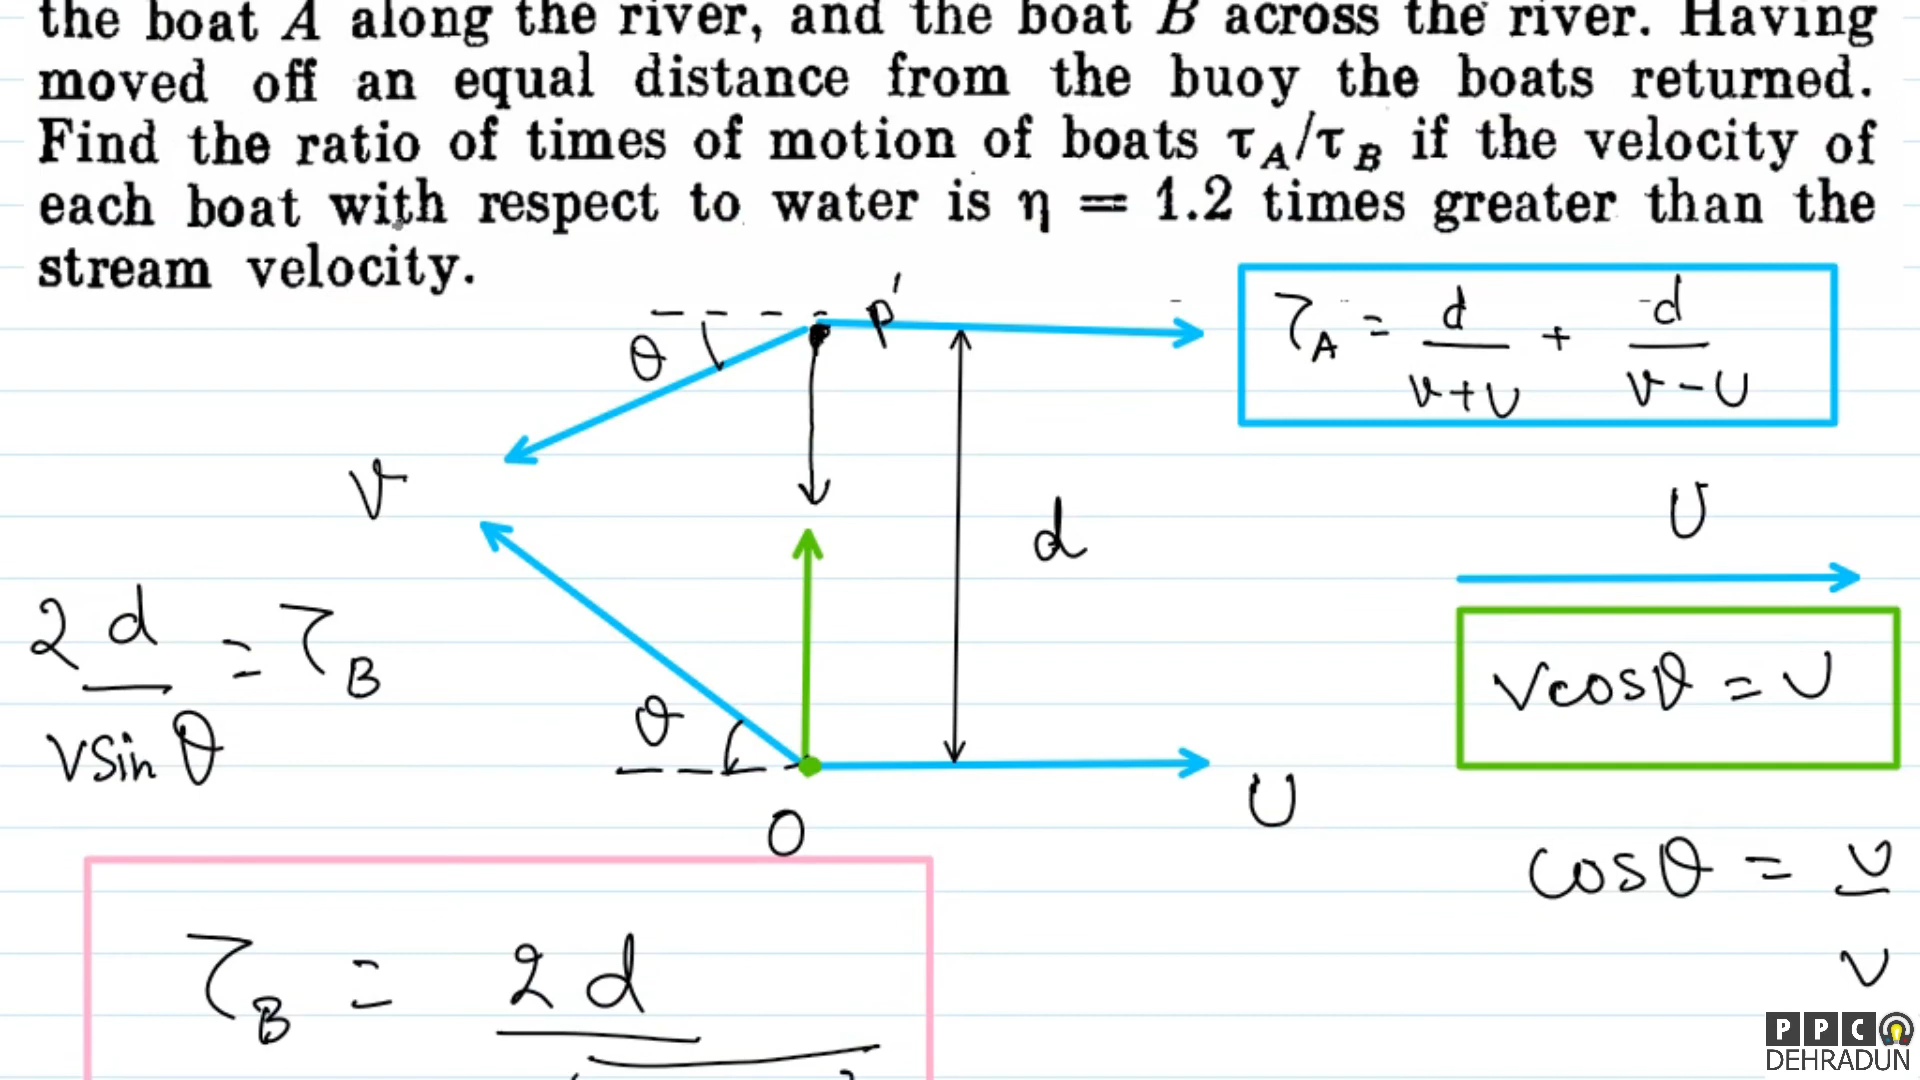 the boat A along the river, and the boat B across the river. Having
moved off an equal distance from the buoy the boats returned.
Find the ratio of times of motion of boats τ_A/τ_B if the velocity of
each boat with respect to water is η = 1.2 times greater than the
stream velocity.
θ
P'
τ_A = d/(v+U) + d/(v-U)
v
U
d
2d/(v sin θ) = τ_B
v cos θ = U
θ
O
U
cos θ = U/v
τ_B = 2d
PPC
DEHRADUN